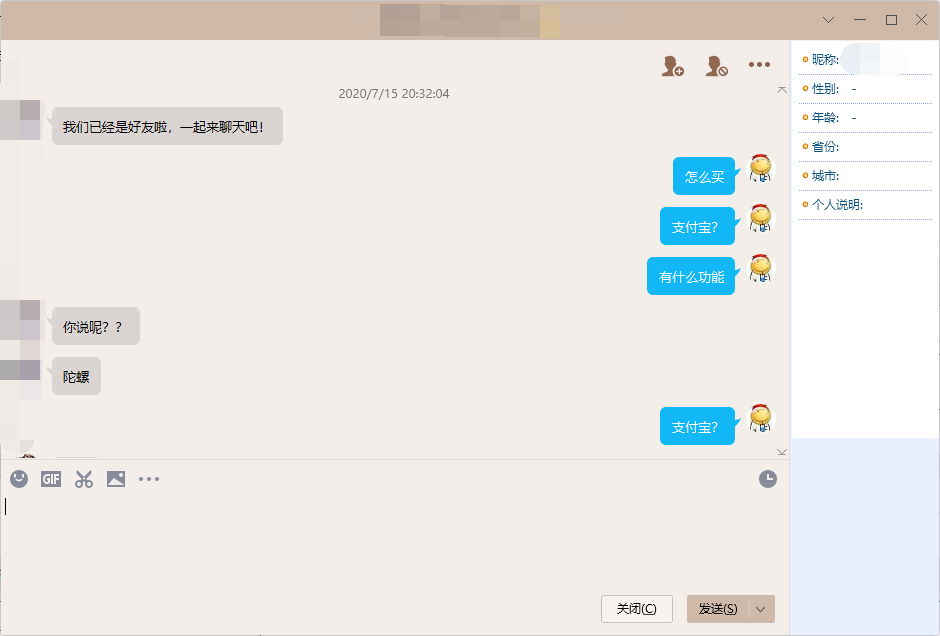 2020/7/15 20:32:04
我们已经是好友啦，一起来聊天吧！
怎么买
支付宝？
有什么功能
你说呢？？
陀螺
支付宝？
GIF
关闭(C)
发送(S)
昵称:
性别: -
年龄: -
省份:
城市:
个人说明: